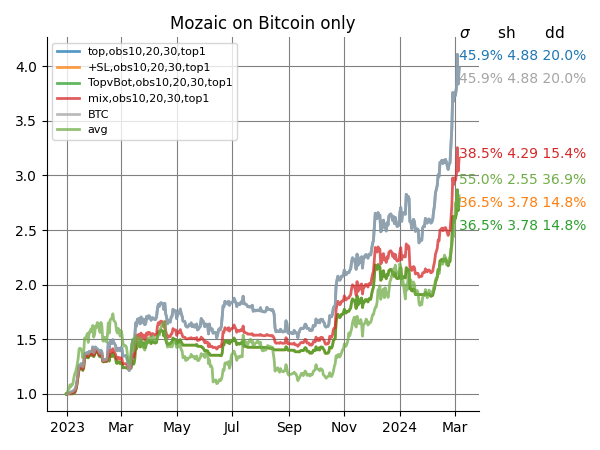 Mozaic on Bitcoin only
σ sh dd
top,obs10,20,30,top1
+SL,obs10,20,30,top1
TopvBot,obs10,20,30,top1
mix,obs10,20,30,top1
BTC
avg
45.9% 4.88 20.0%
45.9% 4.88 20.0%
38.5% 4.29 15.4%
55.0% 2.55 36.9%
36.5% 3.78 14.8%
36.5% 3.78 14.8%
4.0
3.5
3.0
2.5
2.0
1.5
1.0
2023 Mar May Jul Sep Nov 2024 Mar